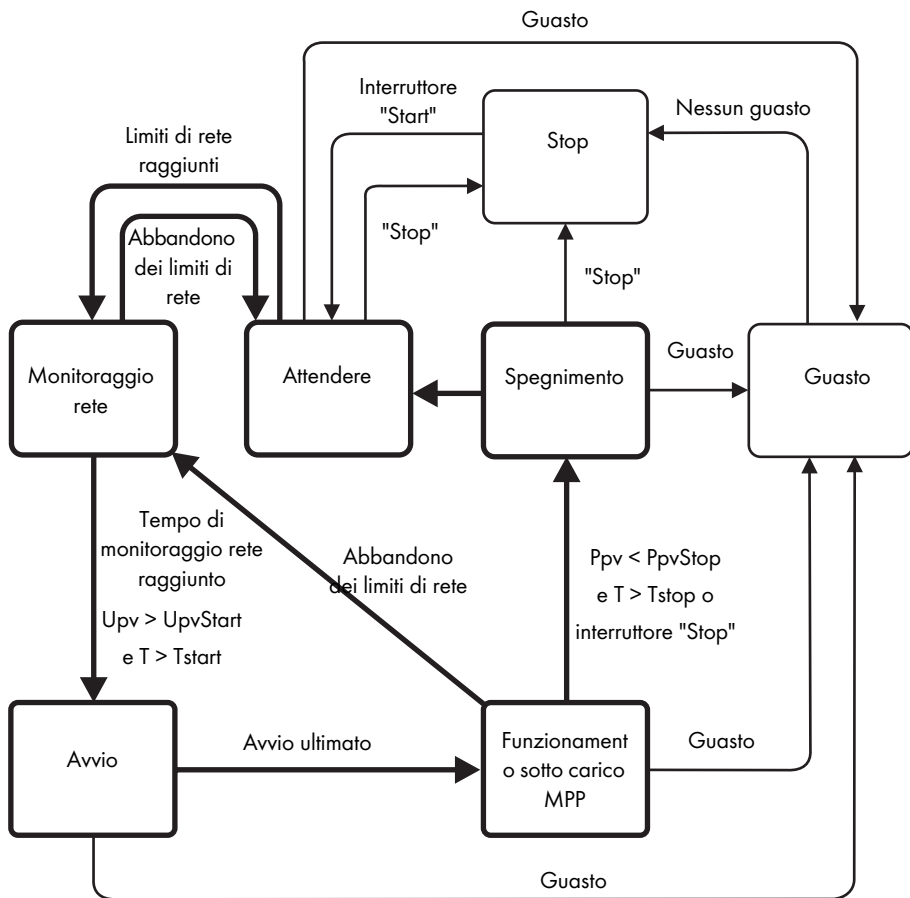 Guasto
Interruttore
"Start"
Stop
Nessun guasto
Limiti di rete
raggiunti
"Stop"
Abbandono
dei limiti di
rete
"Stop"
Monitoraggio
rete
Attendere
Spegnimento
Guasto
Guasto
Tempo di
monitoraggio rete
raggiunto
Upv > UpvStart
e T > Tstart
Abbandono
dei limiti di rete
Ppv < PpvStop
e T > Tstop o
interruttore "Stop"
Avvio
Avvio ultimato
Funzionament
o sotto carico
MPP
Guasto
Guasto